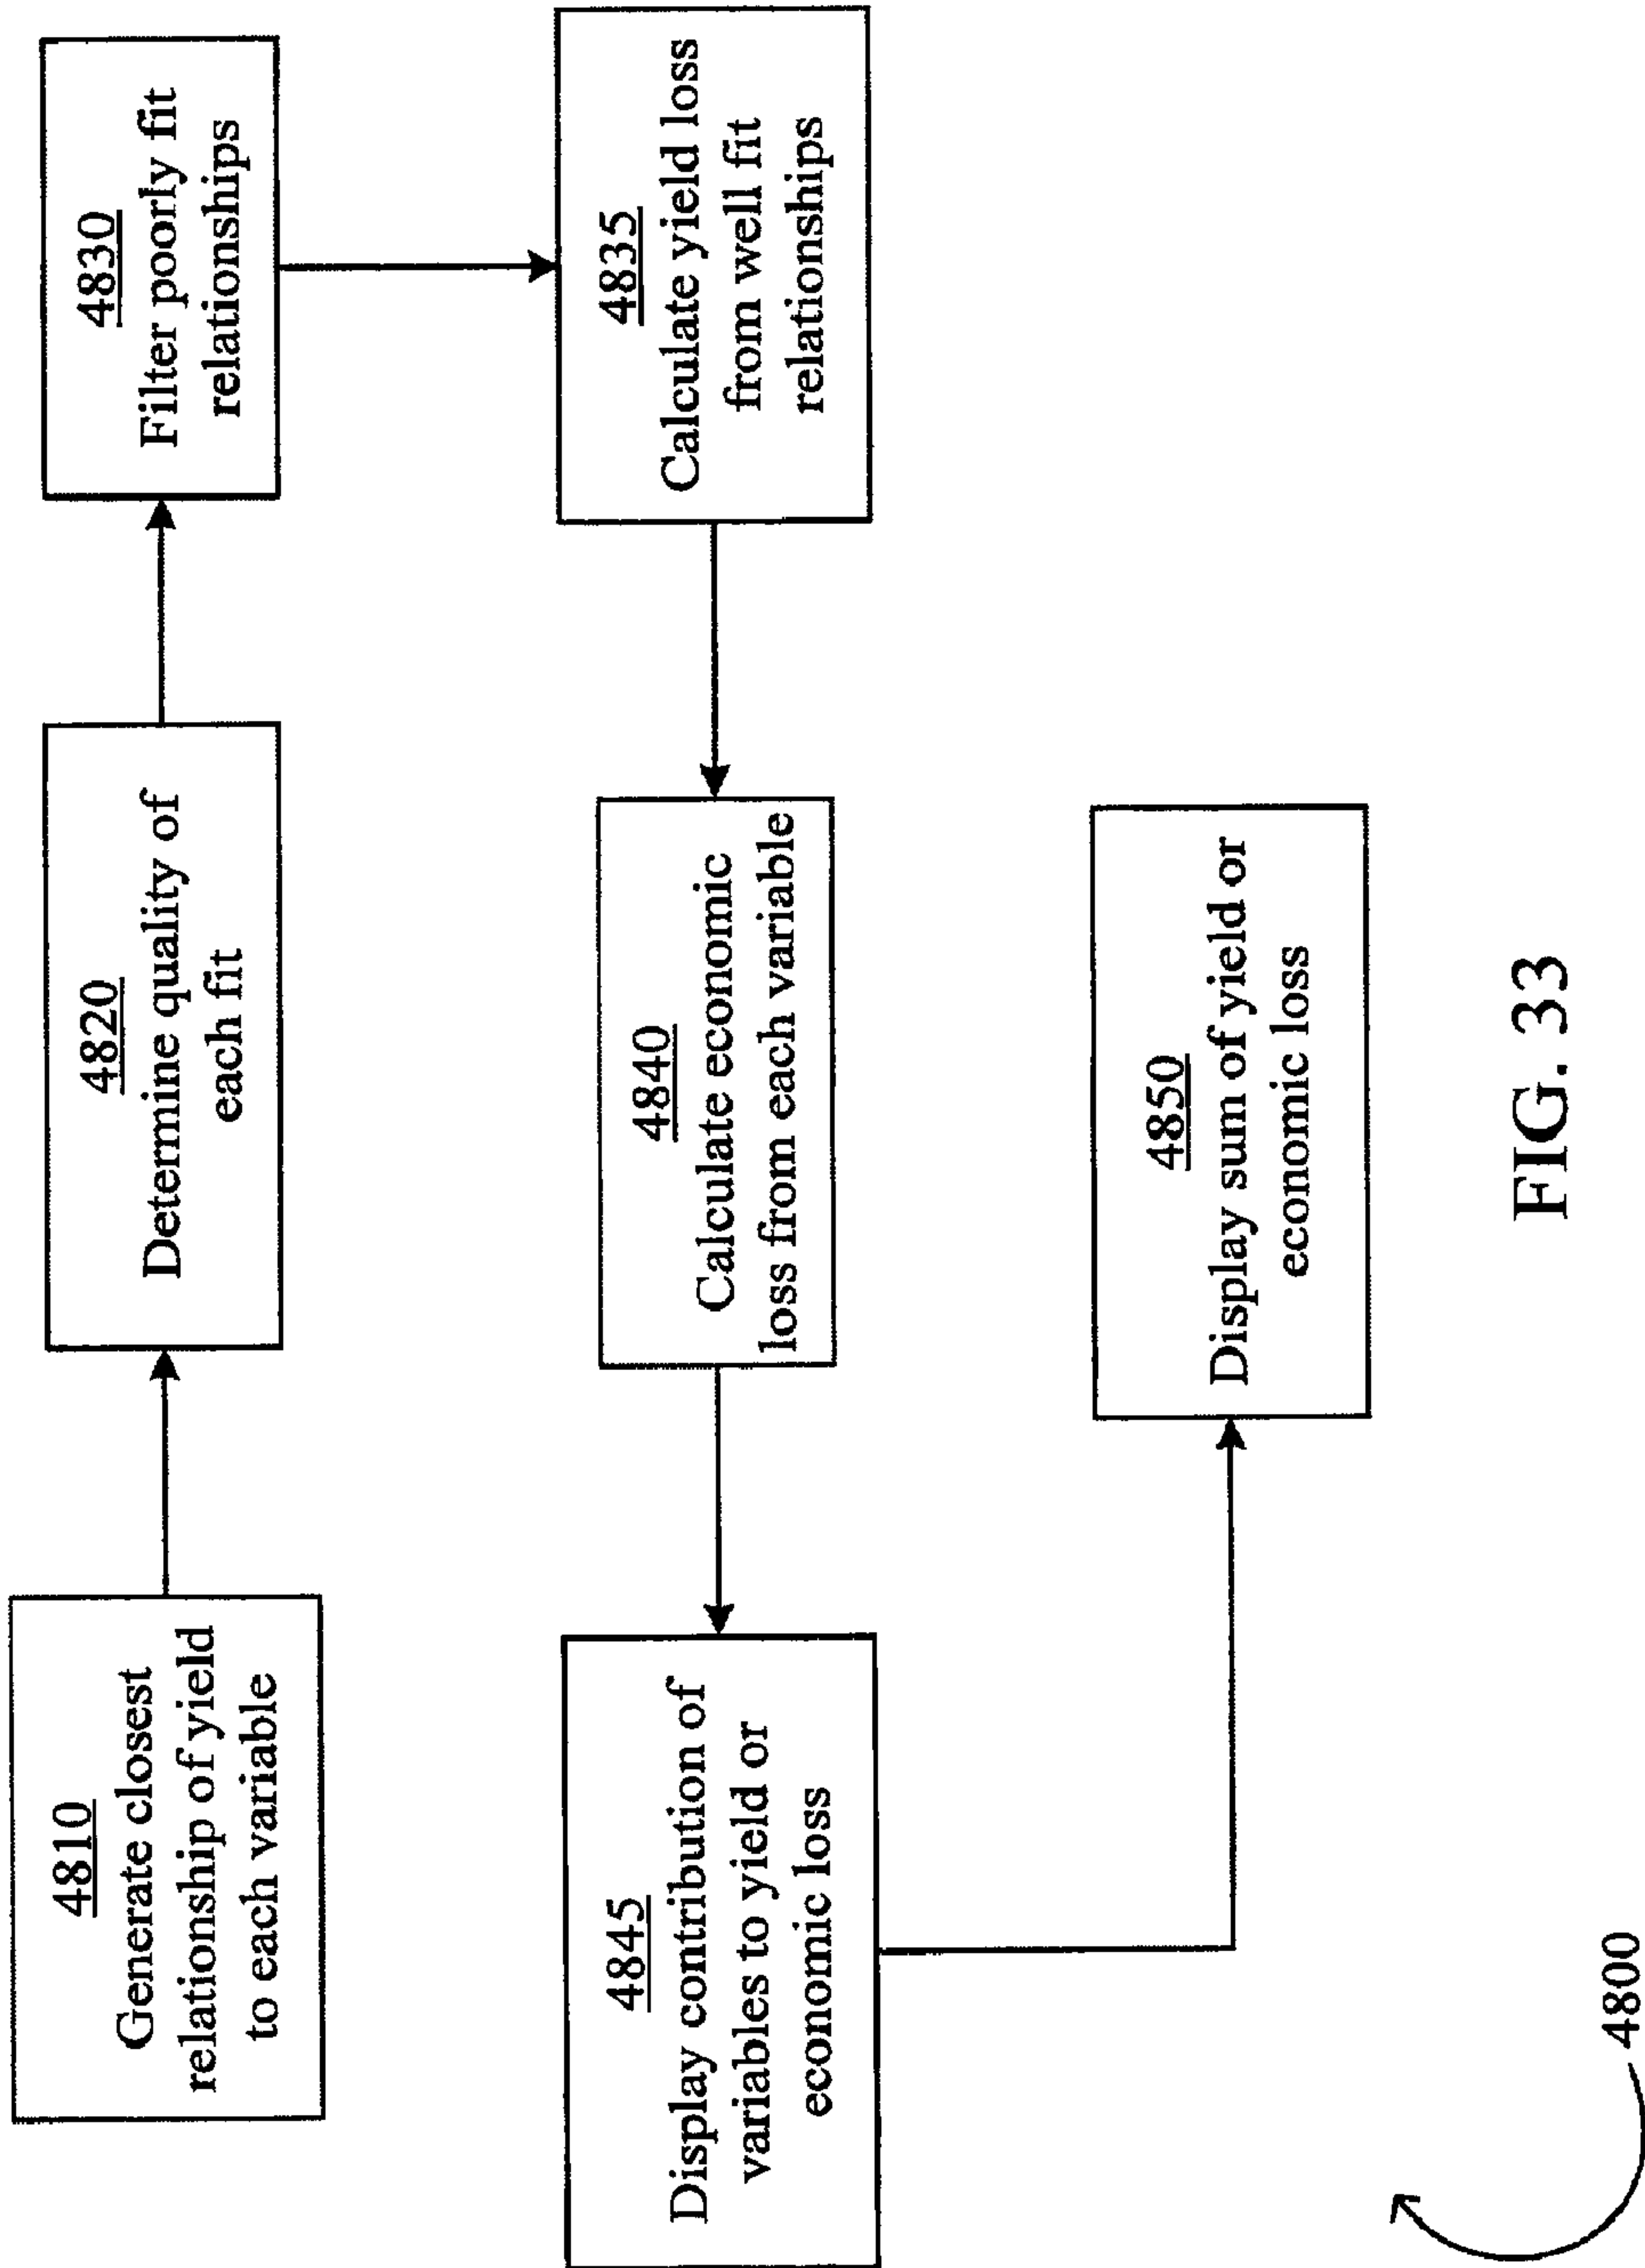 4810
Generate closest
relationship of yield
to each variable
4820
Determine quality of
each fit
4830
Filter poorly fit
relationships
4835
Calculate yield loss
from well fit
relationships
4840
Calculate economic
loss from each variable
4845
Display contribution of
variables to yield or
economic loss
4850
Display sum of yield or
economic loss
4800
FIG. 33